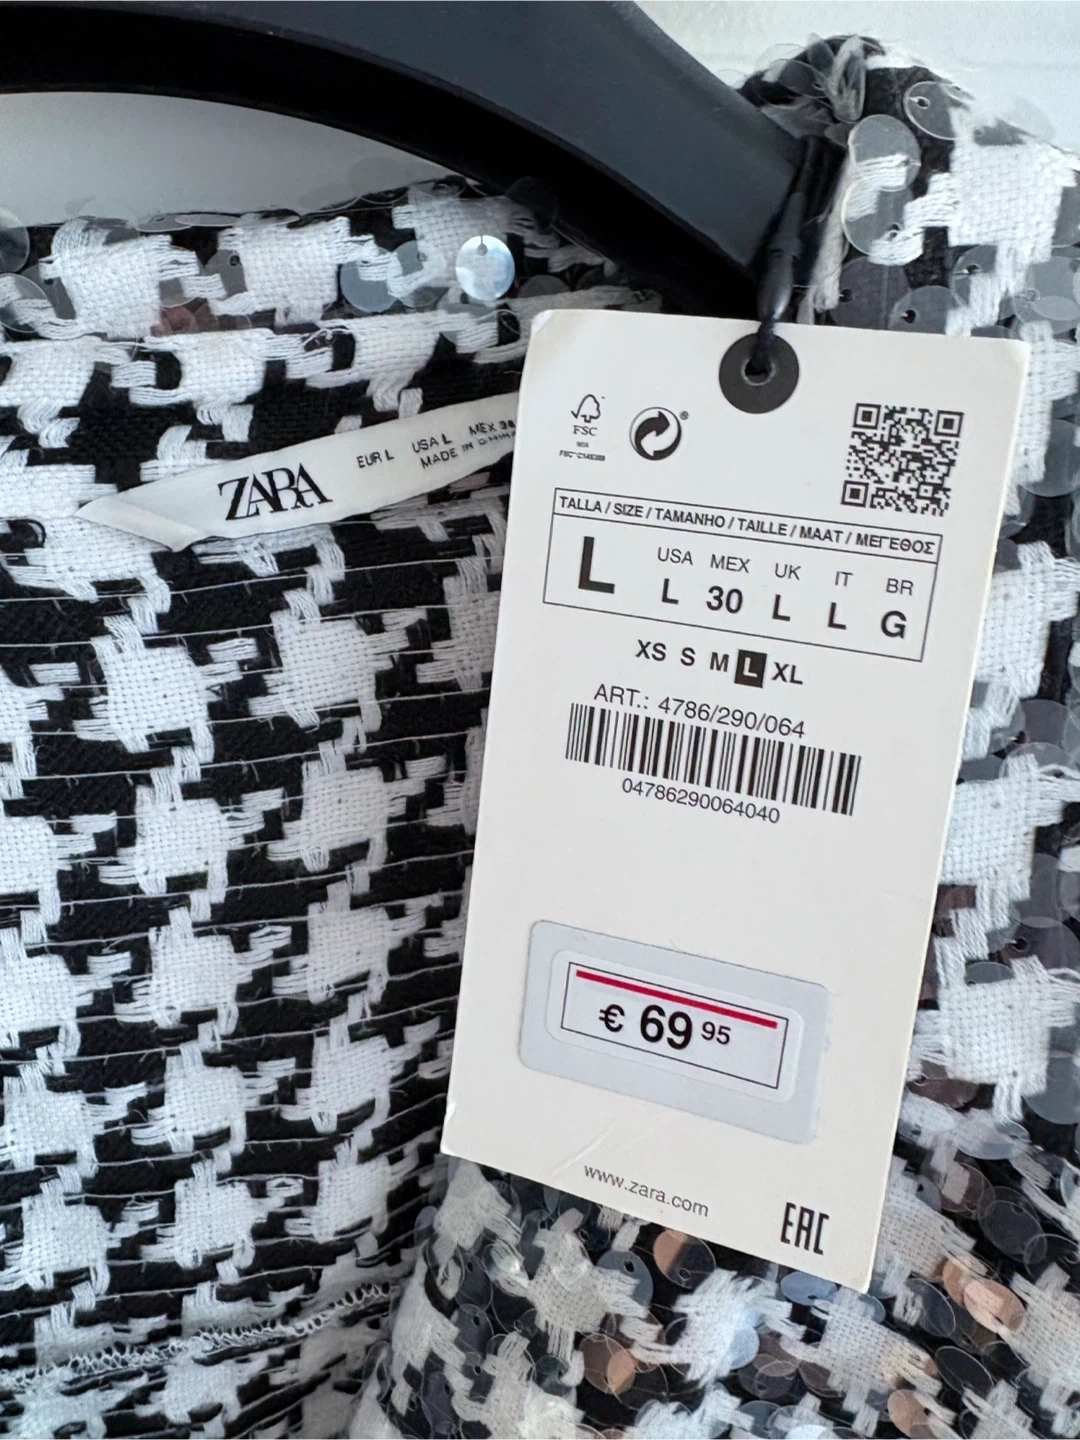 ZARA
EUR L USA L MEX 30
MADE IN CHINA
FSC
TALLA / SIZE / TAMANHO / TAILLE / MAAT / ΜΕΓΕΘΟΣ
L
USA MEX UK IT BR
L 30 L L G
XS S M L XL
ART.: 4786/290/064
04786290064040
€ 69 95
www.zara.com
EAC